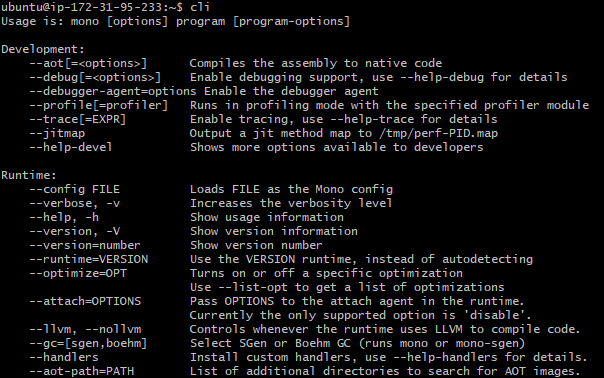 ubuntu@ip-172-31-95-233:~$ cli
Usage is: mono [options] program [program-options]

Development:
    --aot[=<options>]      Compiles the assembly to native code
    --debug[=<options>]    Enable debugging support, use --help-debug for details
    --debugger-agent=options Enable the debugger agent
    --profile[=profiler]   Runs in profiling mode with the specified profiler module
    --trace[=EXPR]         Enable tracing, use --help-trace for details
    --jitmap               Output a jit method map to /tmp/perf-PID.map
    --help-devel           Shows more options available to developers

Runtime:
    --config FILE          Loads FILE as the Mono config
    --verbose, -v          Increases the verbosity level
    --help, -h             Show usage information
    --version, -V          Show version information
    --version=number       Show version number
    --runtime=VERSION      Use the VERSION runtime, instead of autodetecting
    --optimize=OPT         Turns on or off a specific optimization
                           Use --list-opt to get a list of optimizations
    --attach=OPTIONS       Pass OPTIONS to the attach agent in the runtime.
                           Currently the only supported option is 'disable'.
    --llvm, --nollvm       Controls whenever the runtime uses LLVM to compile code.
    --gc=[sgen,boehm]      Select SGen or Boehm GC (runs mono or mono-sgen)
    --handlers             Install custom handlers, use --help-handlers for details.
    --aot-path=PATH        List of additional directories to search for AOT images.